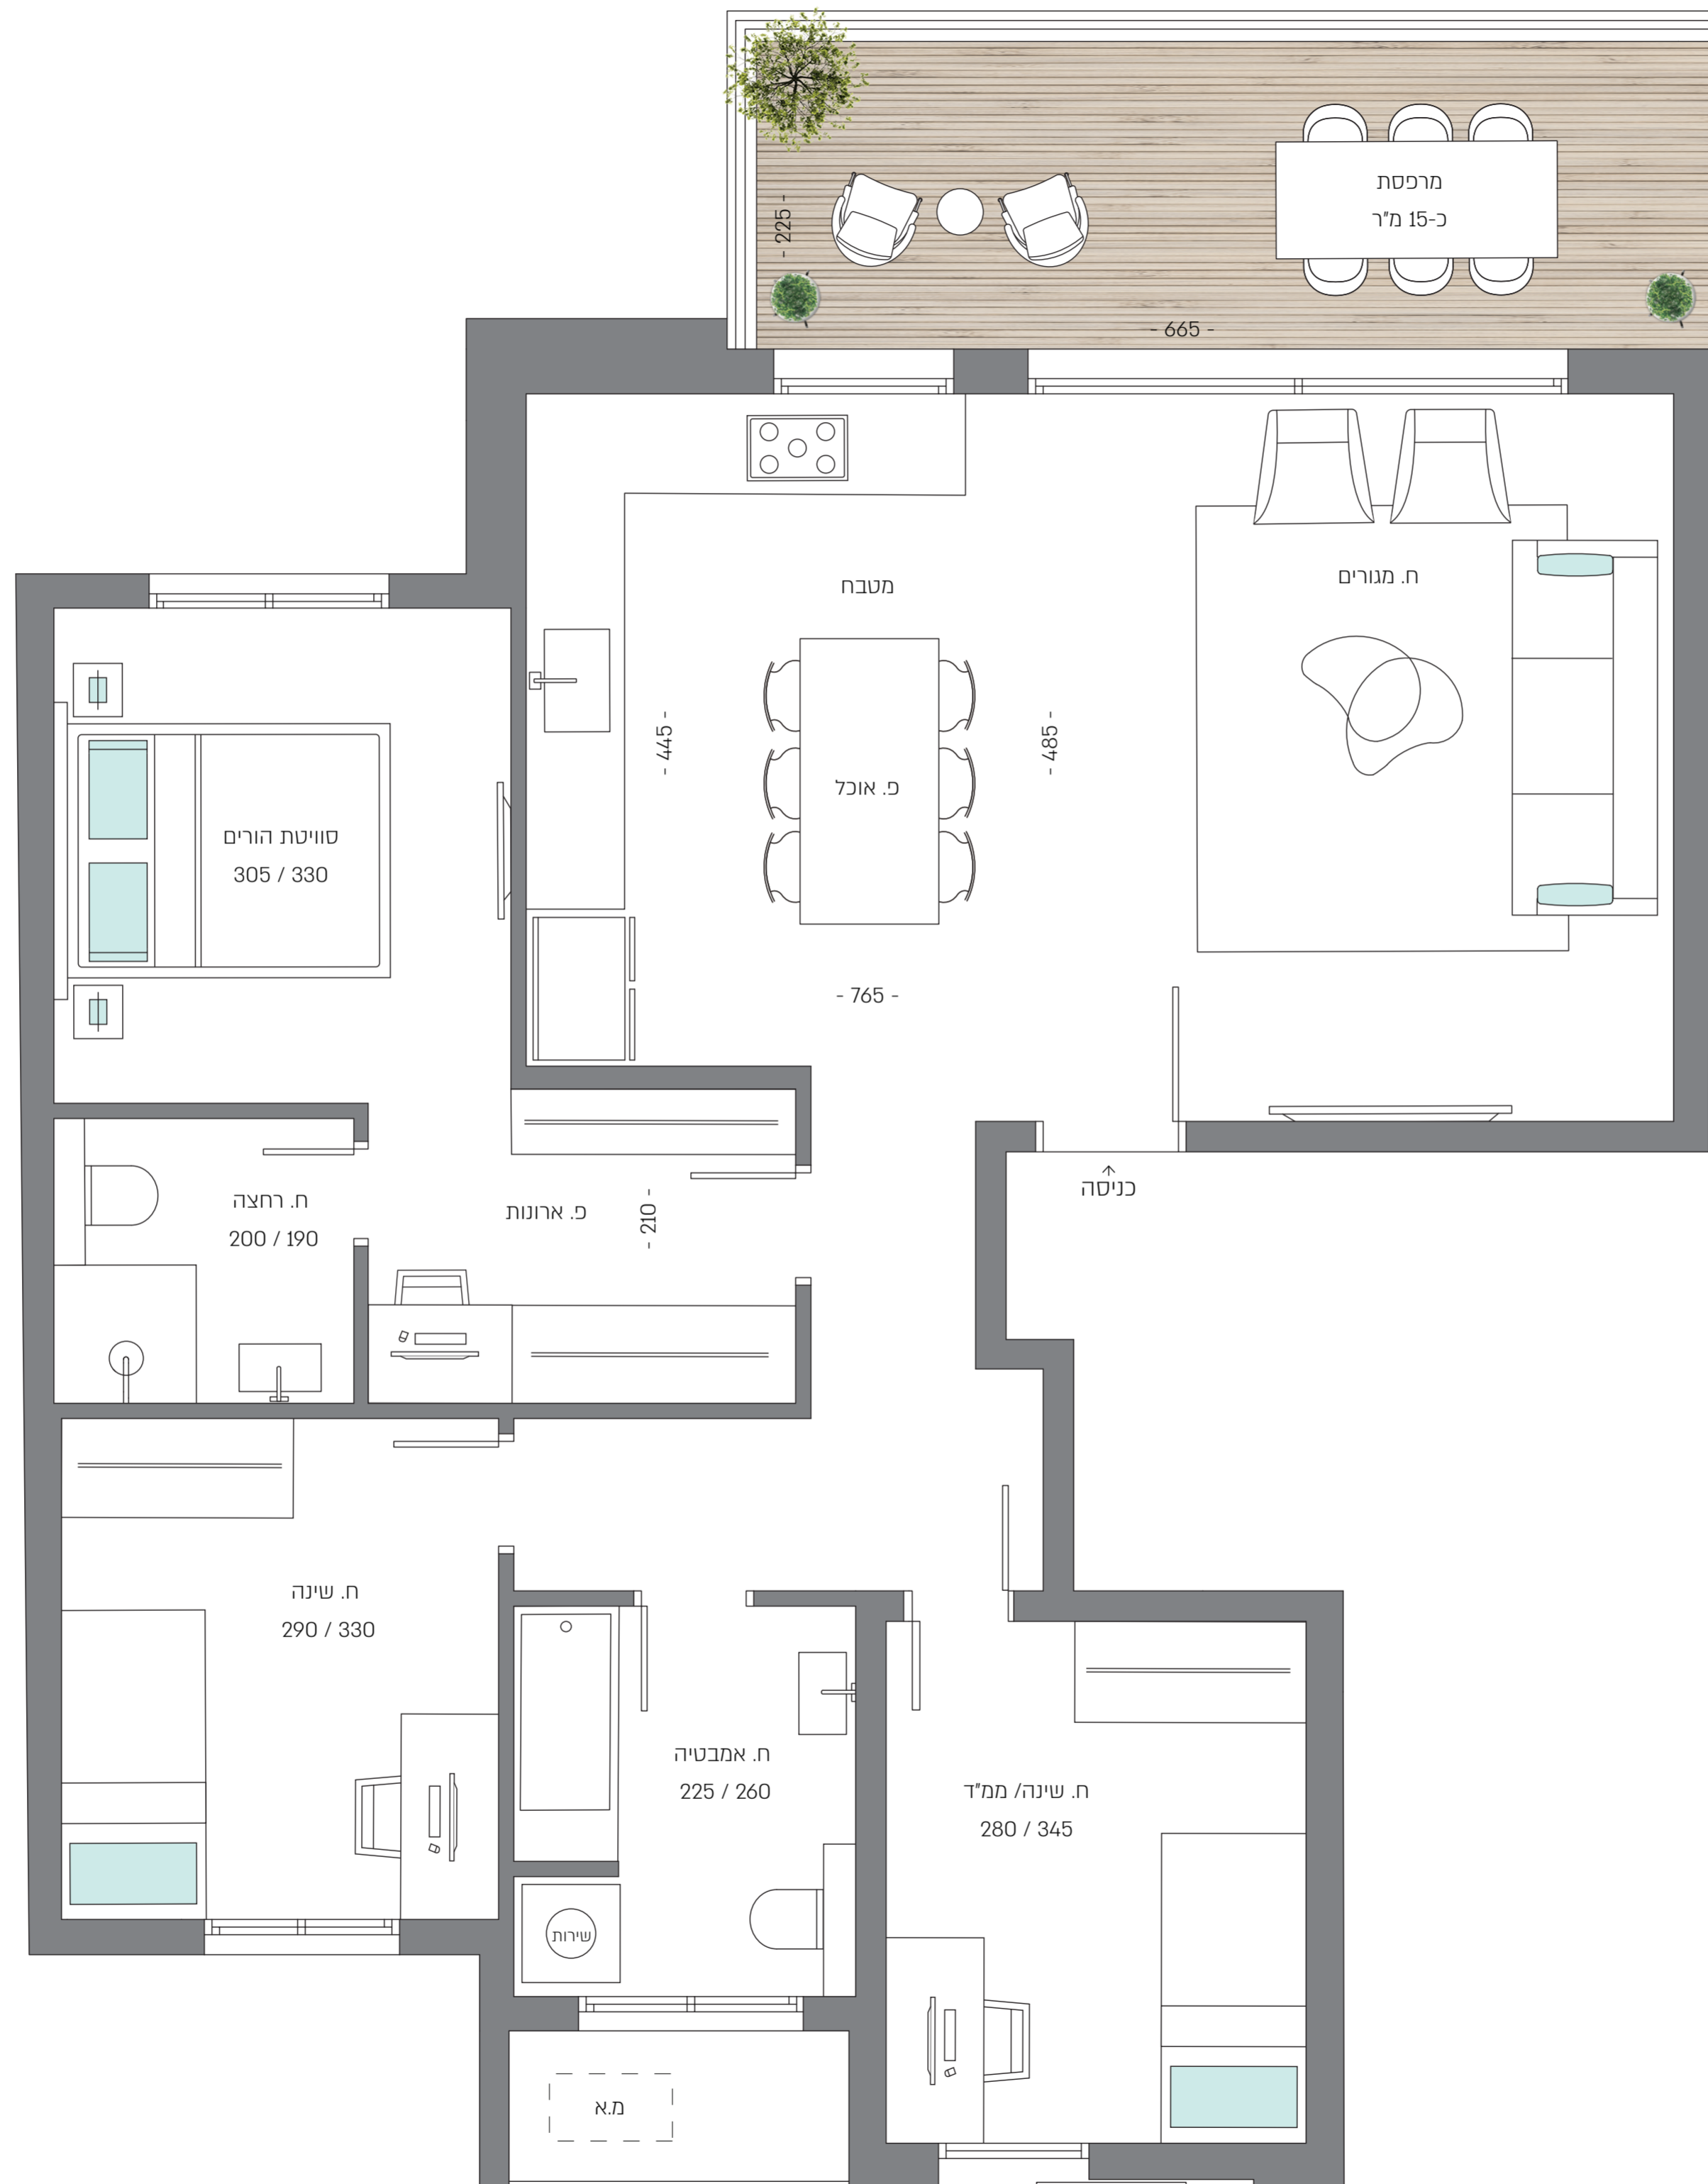 מרפסת
כ-15 מ"ר
- 225 -
- 665 -
מטבח
ח. מגורים
- 445 -
- 485 -
פ. אוכל
סוויטת הורים
305 / 330
- 765 -
כניסה
ח. רחצה
200 / 190
פ. ארונות
- 210 -
ח. שינה
290 / 330
ח. אמבטיה
225 / 260
ח. שינה/ ממ"ד
280 / 345
שירות
מ.א